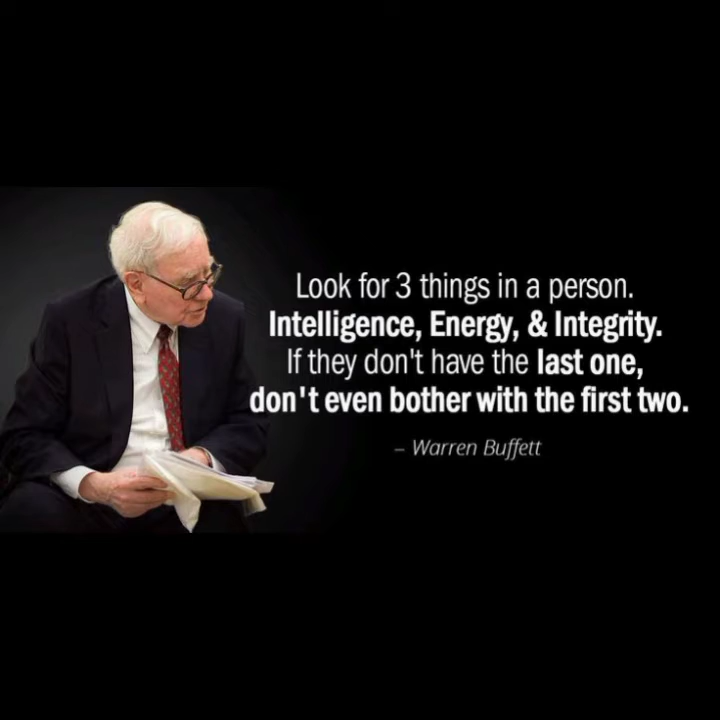 Look for 3 things in a person.
Intelligence, Energy, & Integrity.
If they don't have the last one,
don't even bother with the first two.
– Warren Buffett